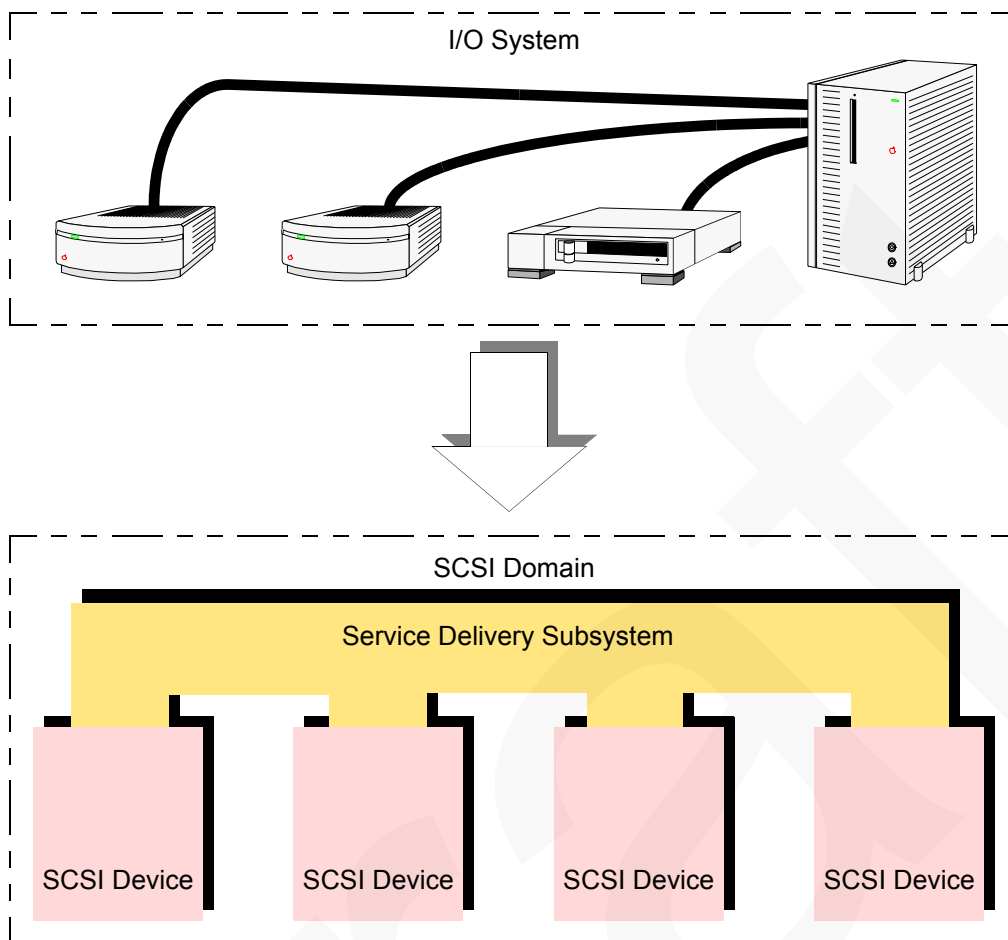 I/O System
SCSI Domain
Service Delivery Subsystem
SCSI Device SCSI Device SCSI Device SCSI Device